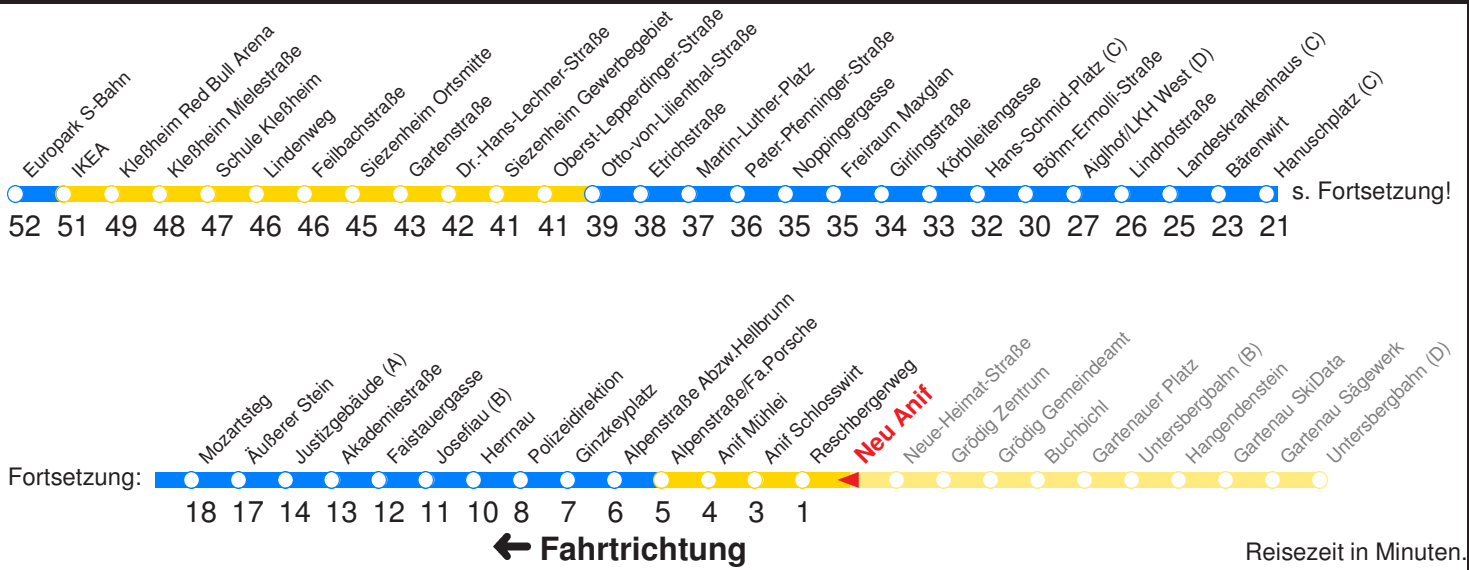 Europark S-Bahn
IKEA
Kleßheim Red Bull Arena
Kleßheim Mielestraße
Schule Kleßheim
Lindenweg
Feilbachstraße
Siezenheim Ortsmitte
Gartenstraße
Dr.-Hans-Lechner-Straße
Siezenheim Gewerbegebiet
Oberst-Lepperdinger-Straße
Otto-von-Lilienthal-Straße
Etrichstraße
Martin-Luther-Platz
Peter-Pfenninger-Straße
Noppingergasse
Freiraum Maxglan
Girlingstraße
Körblleitengasse
Hans-Schmid-Platz (C)
Böhm-Ermolli-Straße
Aiglhof/LKH West (D)
Lindhofstraße
Landeskrankenhaus (C)
Bärenwirt
Hanuschplatz (C)
s. Fortsetzung!
52 51 49 48 47 46 46 45 43 42 41 41 39 38 37 36 35 35 34 33 32 30 27 26 25 23 21
Fortsetzung:
Mozartsteg
Äußerer Stein
Justizgebäude (A)
Akademiestraße
Faistauergasse
Josefiau (B)
Herrnau
Polizeidirektion
Ginzkeyplatz
Alpenstraße Abzw.Hellbrunn
Alpenstraße/Fa.Porsche
Anif Mühlei
Anif Schlosswirt
Reschbergerweg
Neu Anif
Neue-Heimat-Straße
Grödig Zentrum
Grödig Gemeindeamt
Buchbichl
Gartenauer Platz
Untersbergbahn (B)
Hangendenstein
Gartenau SkiData
Gartenau Sägewerk
Untersbergbahn (D)
18 17 14 13 12 11 10 8 7 6 5 4 3 1
Fahrtrichtung
Reisezeit in Minuten.